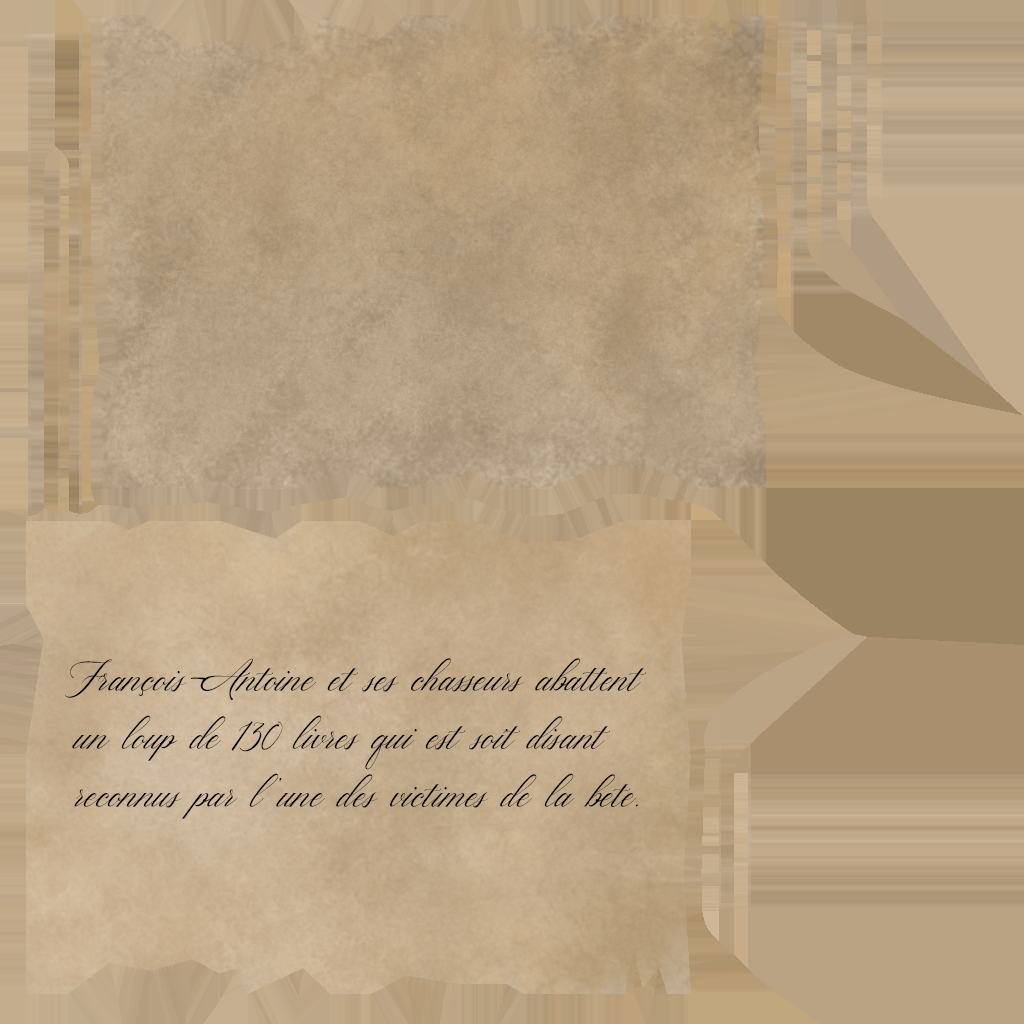 François-Antoine et ses chasseurs abattent
un loup de 130 livres qui est soit disant
reconnus par l'une des victimes de la bête.